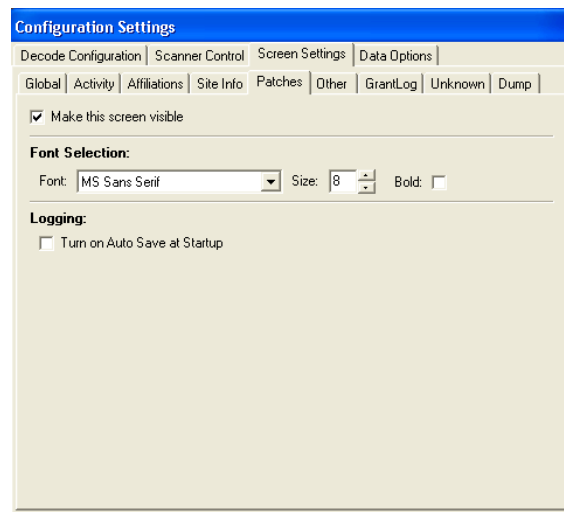 Configuration Settings
Decode Configuration Scanner Control Screen Settings Data Options
Global Activity Affiliations Site Info Patches Other GrantLog Unknown Dump
Make this screen visible
Font Selection:
Font: MS Sans Serif Size: 8 Bold:
Logging:
Turn on Auto Save at Startup